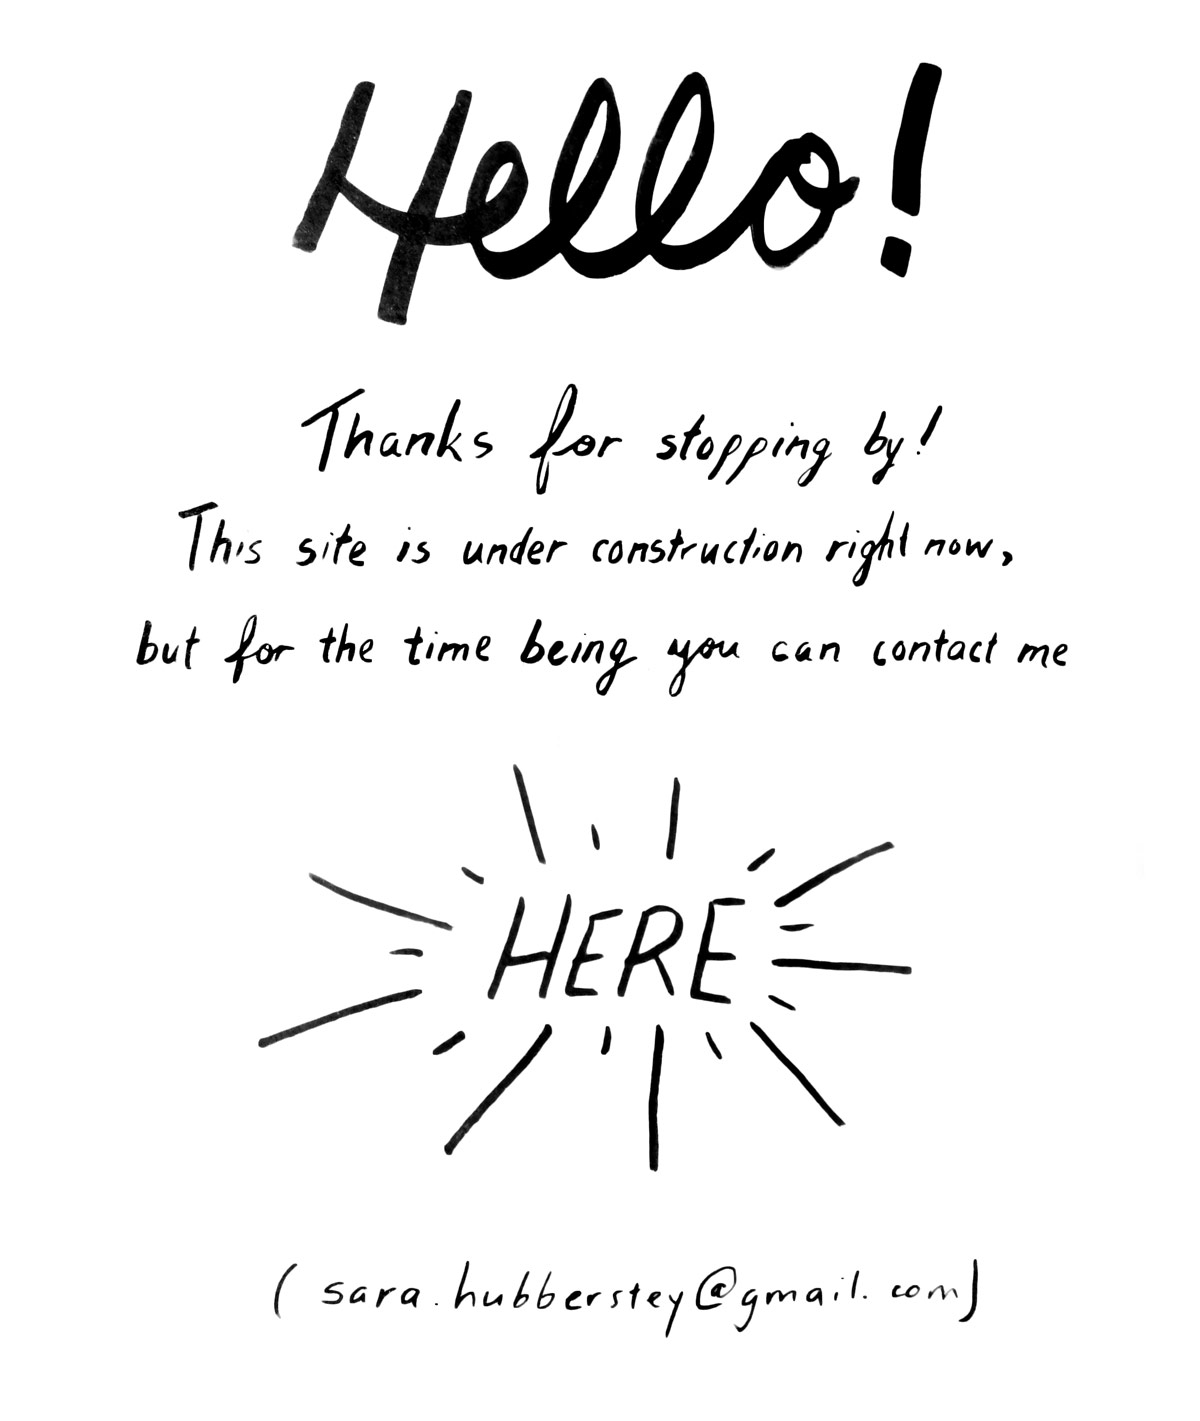 Hello!
Thanks for stopping by!
This site is under construction right now,
but for the time being you can contact me
HERE
( sara.hubberstey@gmail.com)